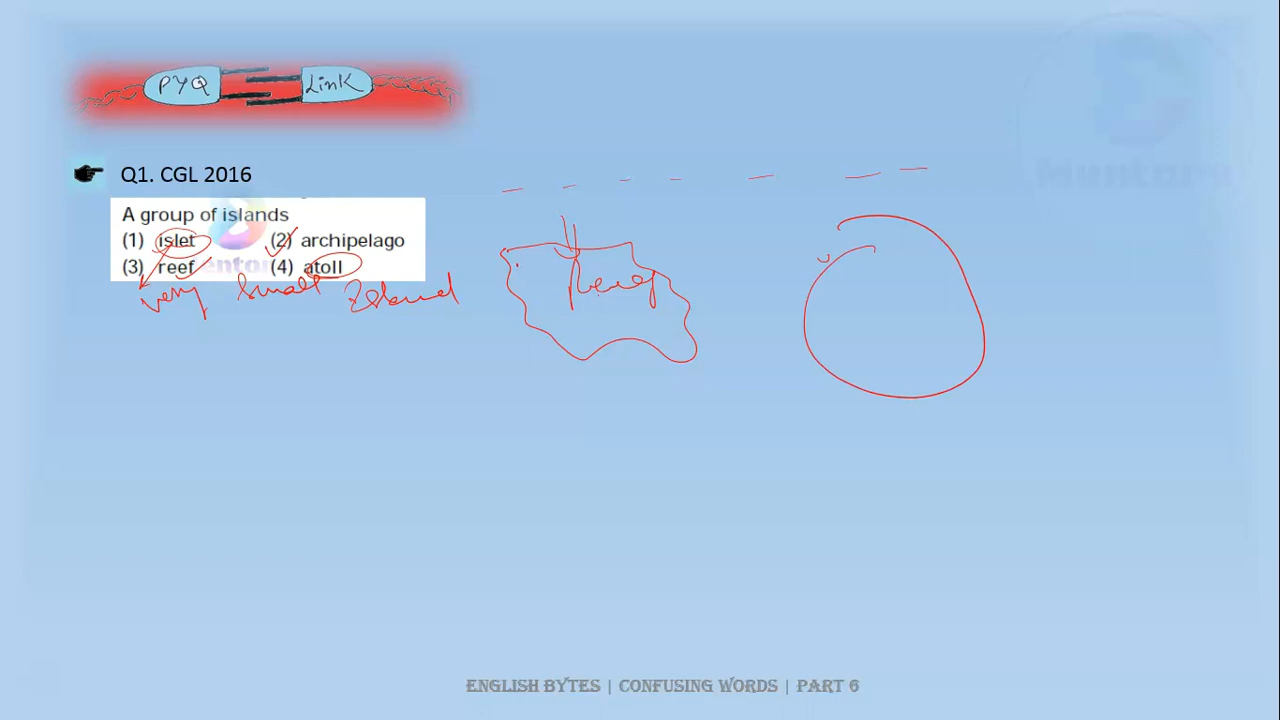 PYQ Link
Q1. CGL 2016
A group of islands
(1) islet (2) archipelago
(3) reef (4) atoll
very small Island
Reef
Mentors
ENGLISH BYTES | CONFUSING WORDS | PART 6